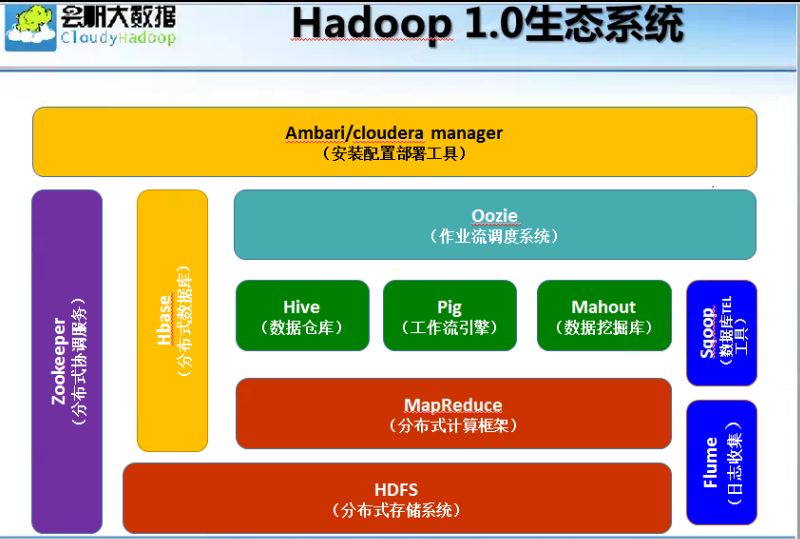 会明大数据
CloudyHadoop
Hadoop 1.0生态系统
Ambari/cloudera manager
（安装配置部署工具）
Zookeeper
（分布式协调服务）
Hbase
（分布式数据库）
Oozie
（作业流调度系统）
Hive
（数据仓库）
Pig
（工作流引擎）
Mahout
（数据挖掘库）
Sqoop
（数据库TEL
工具）
MapReduce
（分布式计算框架）
Flume
（日志收集）
HDFS
（分布式存储系统）